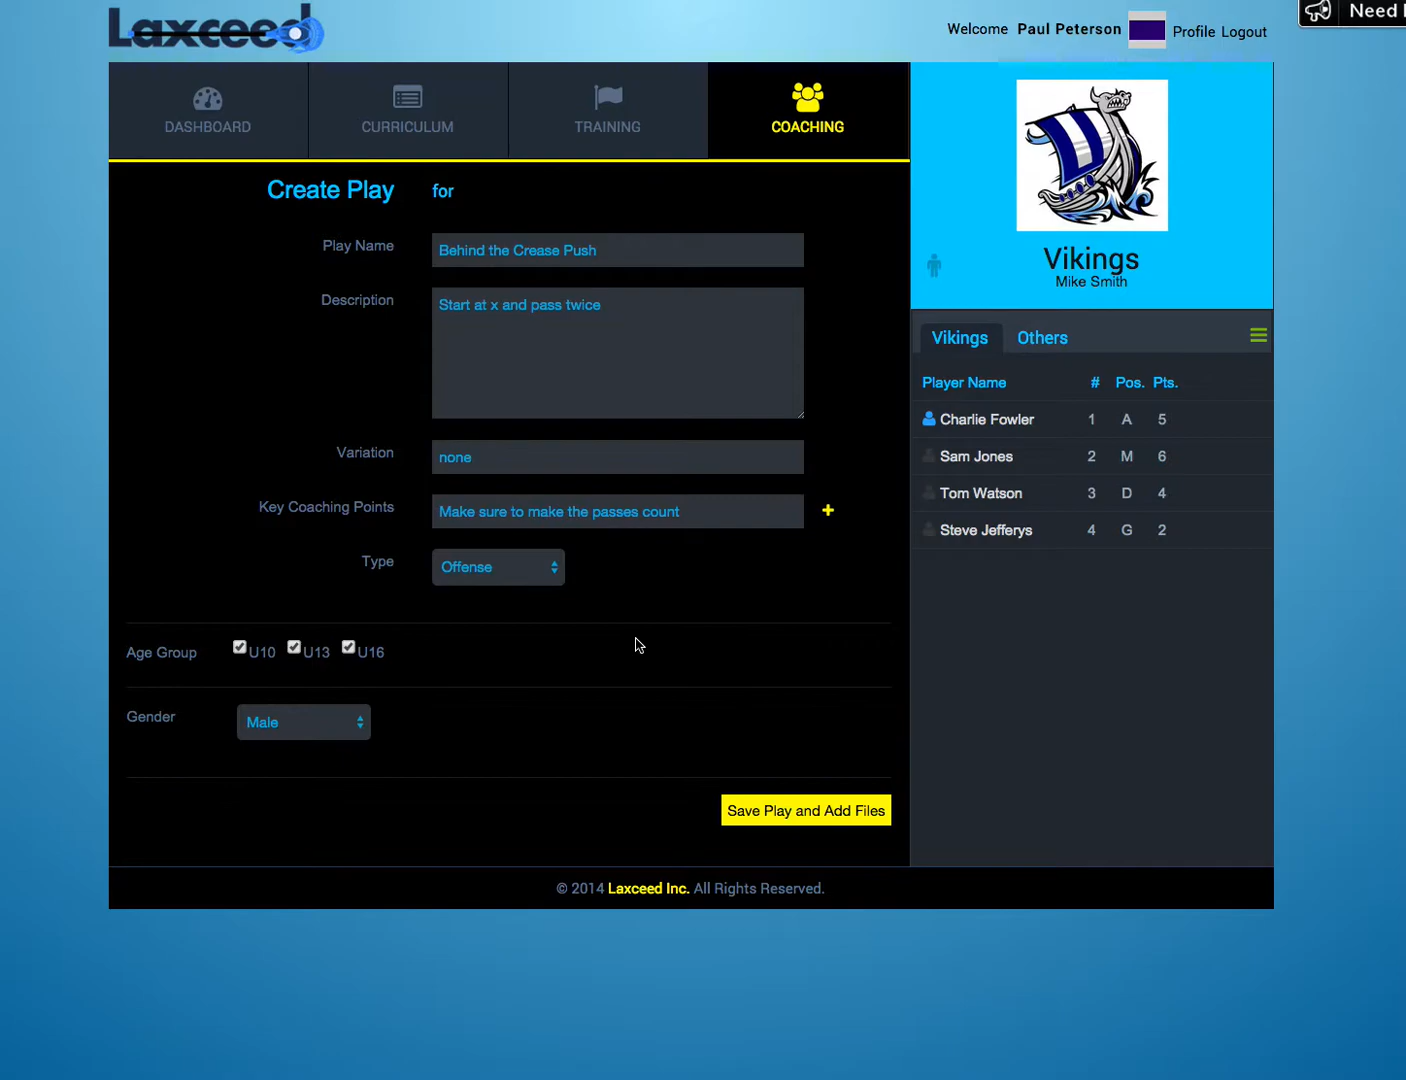 Laxceed
Welcome Paul Peterson Profile Logout
Need
DASHBOARD
CURRICULUM
TRAINING
COACHING
Create Play for
Play Name
Behind the Crease Push
Description
Start at x and pass twice
Variation
none
Key Coaching Points
Make sure to make the passes count
+
Type
Offense
Age Group
U10 U13 U16
Gender
Male
Save Play and Add Files
Vikings
Mike Smith
Vikings Others
Player Name # Pos. Pts.
Charlie Fowler 1 A 5
Sam Jones 2 M 6
Tom Watson 3 D 4
Steve Jefferys 4 G 2
© 2014 Laxceed Inc. All Rights Reserved.